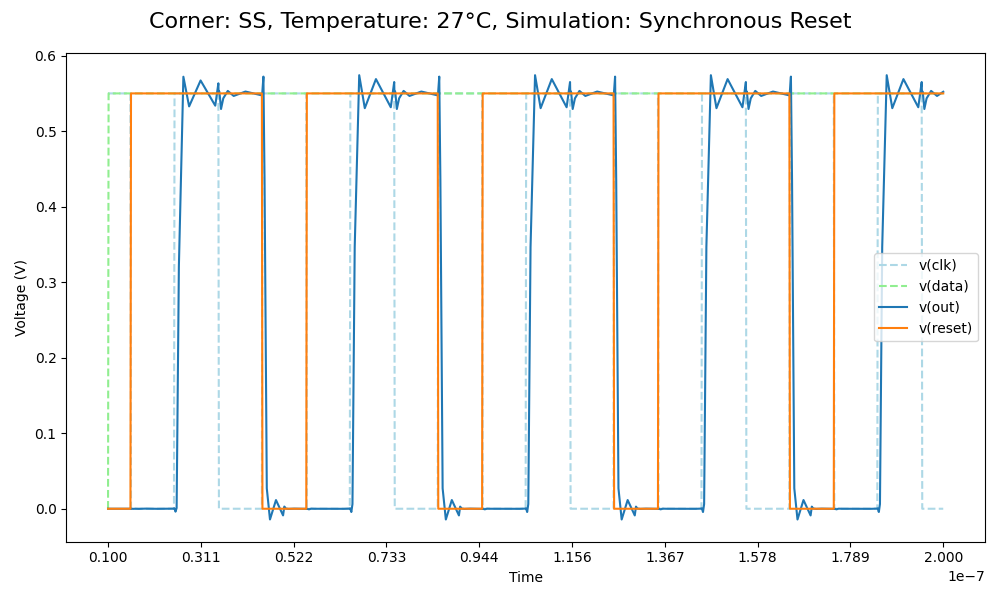 Corner: SS, Temperature: 27°C, Simulation: Synchronous Reset
0.6
0.5
0.4
0.3
0.2
0.1
0.0
Voltage (V)
v(clk)
v(data)
v(out)
v(reset)
0.100 0.311 0.522 0.733 0.944 1.156 1.367 1.578 1.789 2.000
1e−7
Time